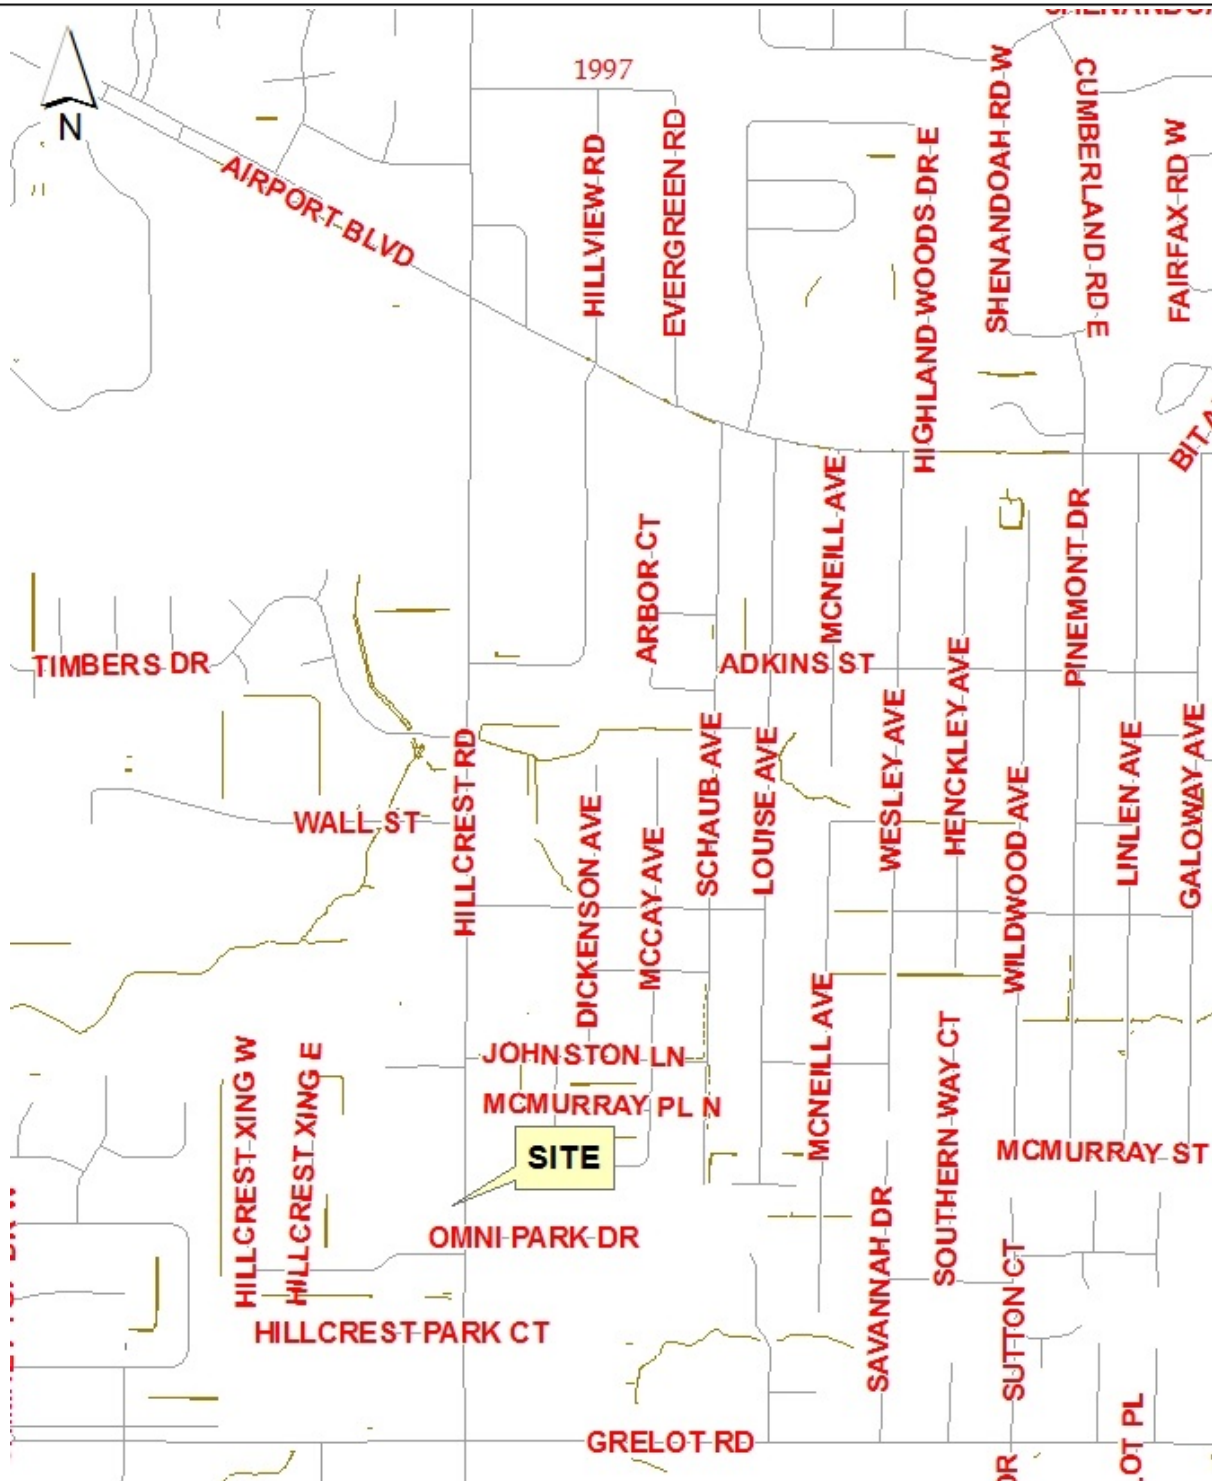 N
1997
AIRPORT BLVD
HILLVIEW RD
EVERGREEN RD
HIGHLAND WOODS DR E
SHENANDOAH RD W
CUMBERLAND RD E
FAIRFAX RD W
ARBOR CT
MCNEILL AVE
PINEMONT DR
TIMBERS DR
ADKINS ST
HILLCREST RD
WALL ST
DICKENSON AVE
MCCAY AVE
SCHAUB AVE
LOUISE AVE
WESLEY AVE
HENCKLEY AVE
WILDWOOD AVE
LINLEN AVE
GALOWAY AVE
HILLCREST XING W
HILLCREST XING E
JOHNSTON LN
MCMURRAY PL N
MCNEILL AVE
SOUTHERN WAY CT
MCMURRAY ST
SITE
OMNI PARK DR
SAVANNAH DR
SUTTON CT
HILLCREST PARK CT
GRELOT RD
DR
OT PL